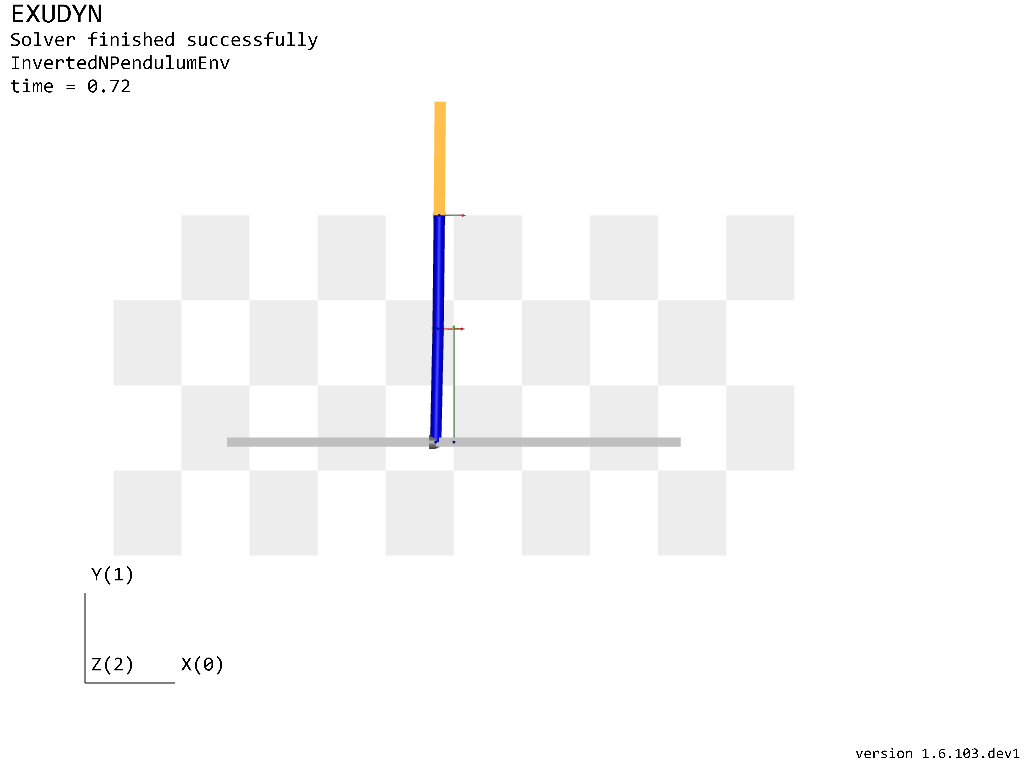 EXUDYN
Solver finished successfully
InvertedNPendulumEnv
time = 0.72
Y(1)
Z(2) X(0)
version 1.6.103.dev1